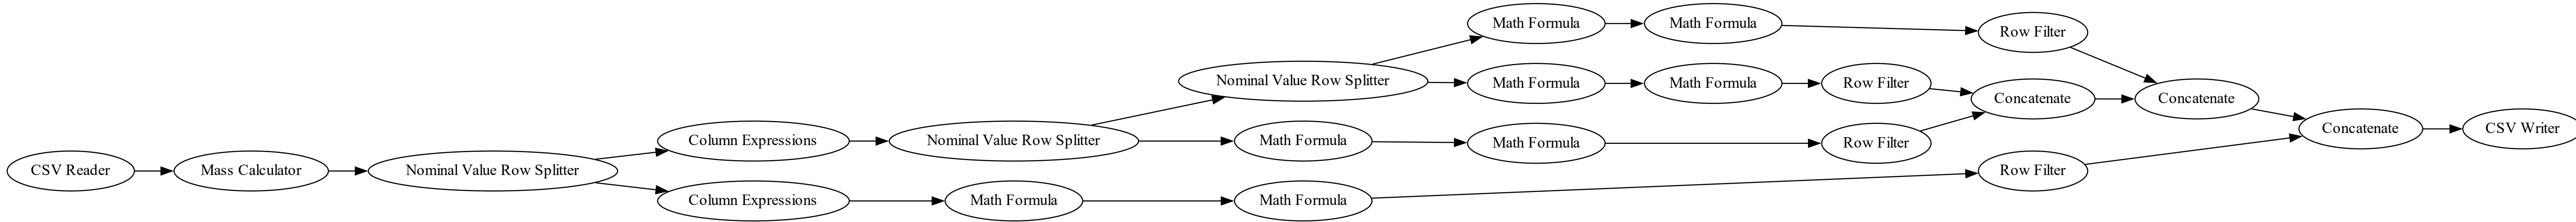 Math Formula
Math Formula
Row Filter
Nominal Value Row Splitter
Math Formula
Math Formula
Row Filter
Concatenate
Concatenate
Column Expressions
Nominal Value Row Splitter
Math Formula
Math Formula
Row Filter
Concatenate
CSV Writer
CSV Reader
Mass Calculator
Nominal Value Row Splitter
Row Filter
Column Expressions
Math Formula
Math Formula